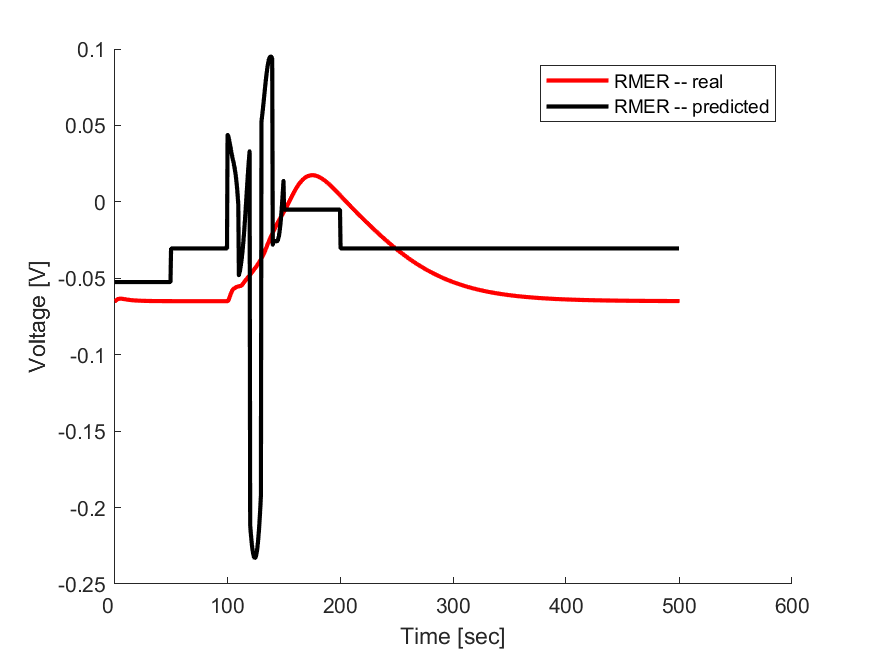 RMER -- real
RMER -- predicted
0.1
0.05
0
-0.05
-0.1
-0.15
-0.2
-0.25
Voltage [V]
0 100 200 300 400 500 600
Time [sec]